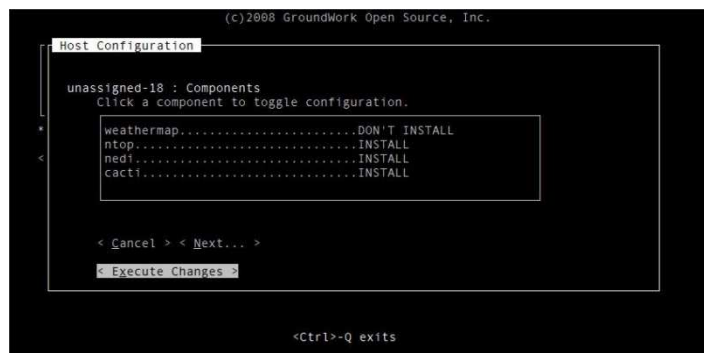 (c)2008 GroundWork Open Source, Inc.
Host Configuration
unassigned-18 : Components
Click a component to toggle configuration.
weathermap........................DON'T INSTALL
ntop..............................INSTALL
nedi..............................INSTALL
cacti.............................INSTALL
< Cancel > < Next... >
< Execute Changes >
<Ctrl>-Q exits